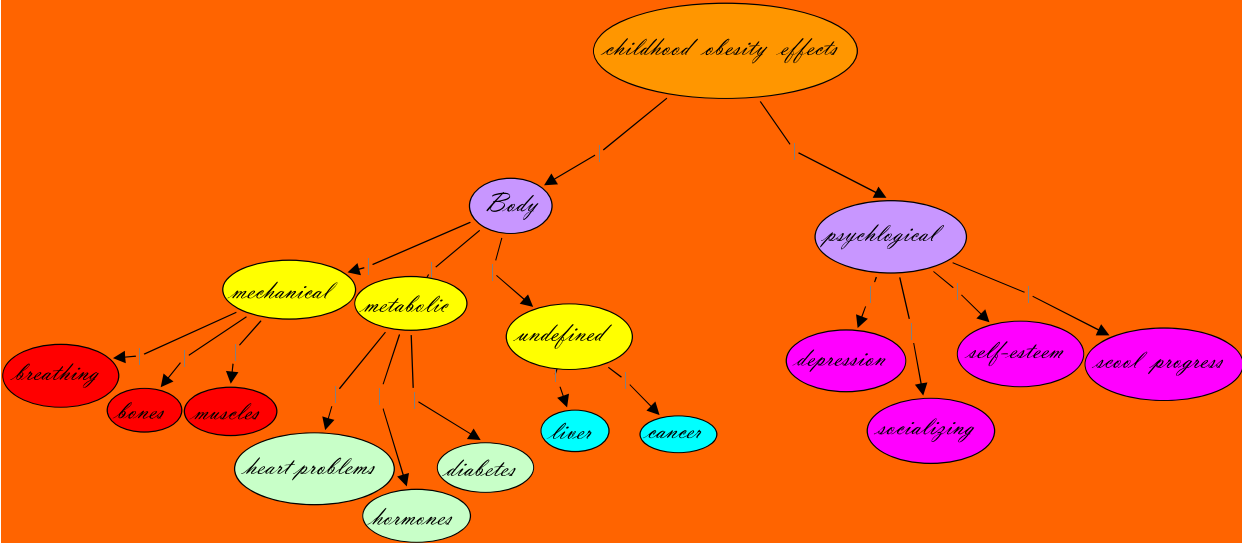 childhood obesity effects
Body
psychlogical
mechanical
metabolic
undefined
breathing
bones
muscles
heart problems
hormones
diabetes
liver
cancer
depression
socializing
self-esteem
scool progress